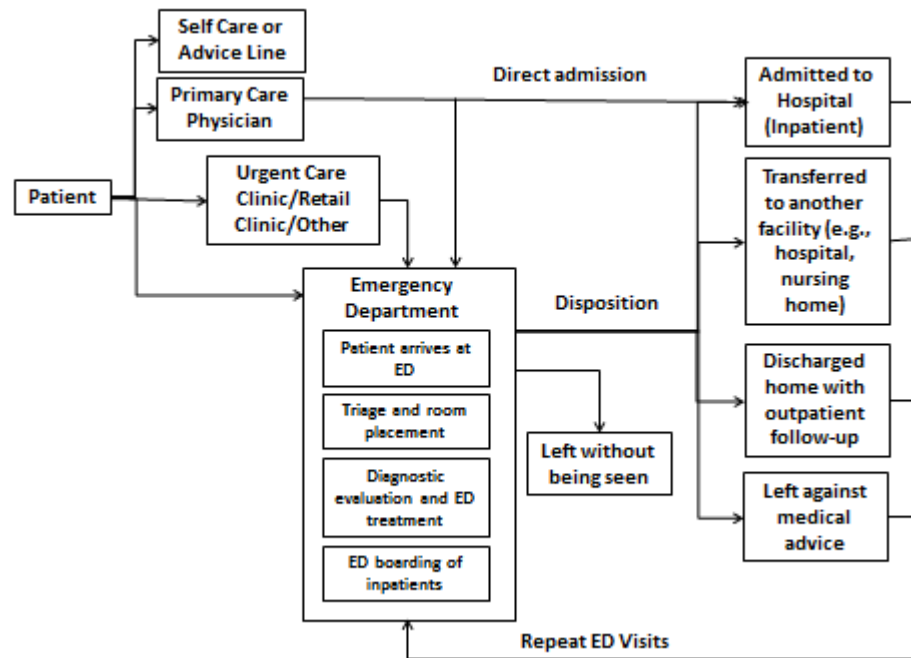 Self Care or
Advice Line
Primary Care
Physician
Direct admission
Admitted to
Hospital
(Inpatient)
Patient
Urgent Care
Clinic/Retail
Clinic/Other
Transferred
to another
facility (e.g.,
hospital,
nursing
home)
Emergency
Department
Disposition
Patient arrives at
ED
Triage and room
placement
Diagnostic
evaluation and ED
treatment
ED boarding of
inpatients
Left without
being seen
Discharged
home with
outpatient
follow-up
Left against
medical
advice
Repeat ED Visits